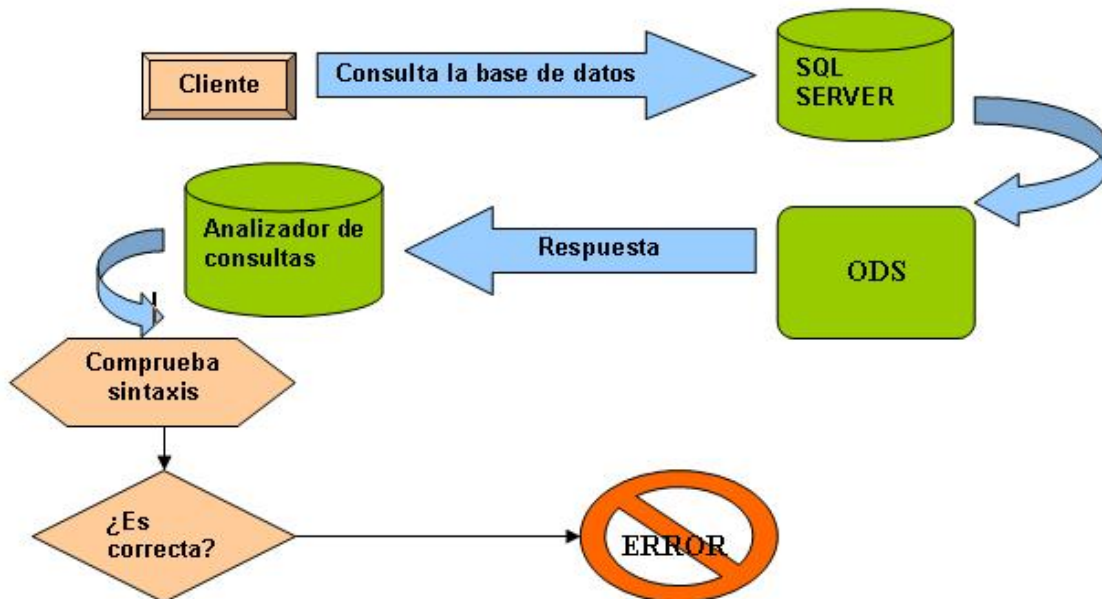 Cliente
Consulta la base de datos
SQL
SERVER
Analizador de
consultas
Respuesta
ODS
Comprueba
sintaxis
¿Es
correcta?
ERROR